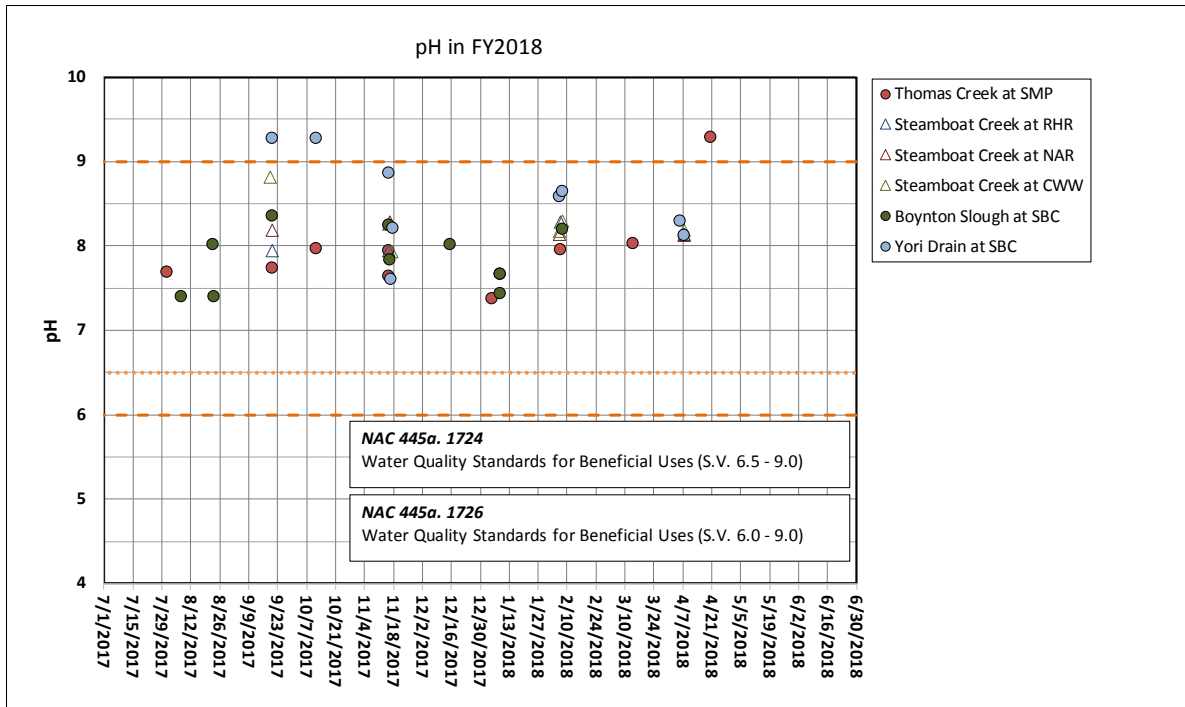 pH in FY2018
10
9
8
7
6
5
4
pH
7/1/2017
7/15/2017
7/29/2017
8/12/2017
8/26/2017
9/9/2017
9/23/2017
10/7/2017
10/21/2017
11/4/2017
11/18/2017
12/2/2017
12/16/2017
12/30/2017
1/13/2018
1/27/2018
2/10/2018
2/24/2018
3/10/2018
3/24/2018
4/7/2018
4/21/2018
5/5/2018
5/19/2018
6/2/2018
6/16/2018
6/30/2018
Thomas Creek at SMP
Steamboat Creek at RHR
Steamboat Creek at NAR
Steamboat Creek at CWW
Boynton Slough at SBC
Yori Drain at SBC
NAC 445a. 1724
Water Quality Standards for Beneficial Uses (S.V. 6.5 - 9.0)
NAC 445a. 1726
Water Quality Standards for Beneficial Uses (S.V. 6.0 - 9.0)